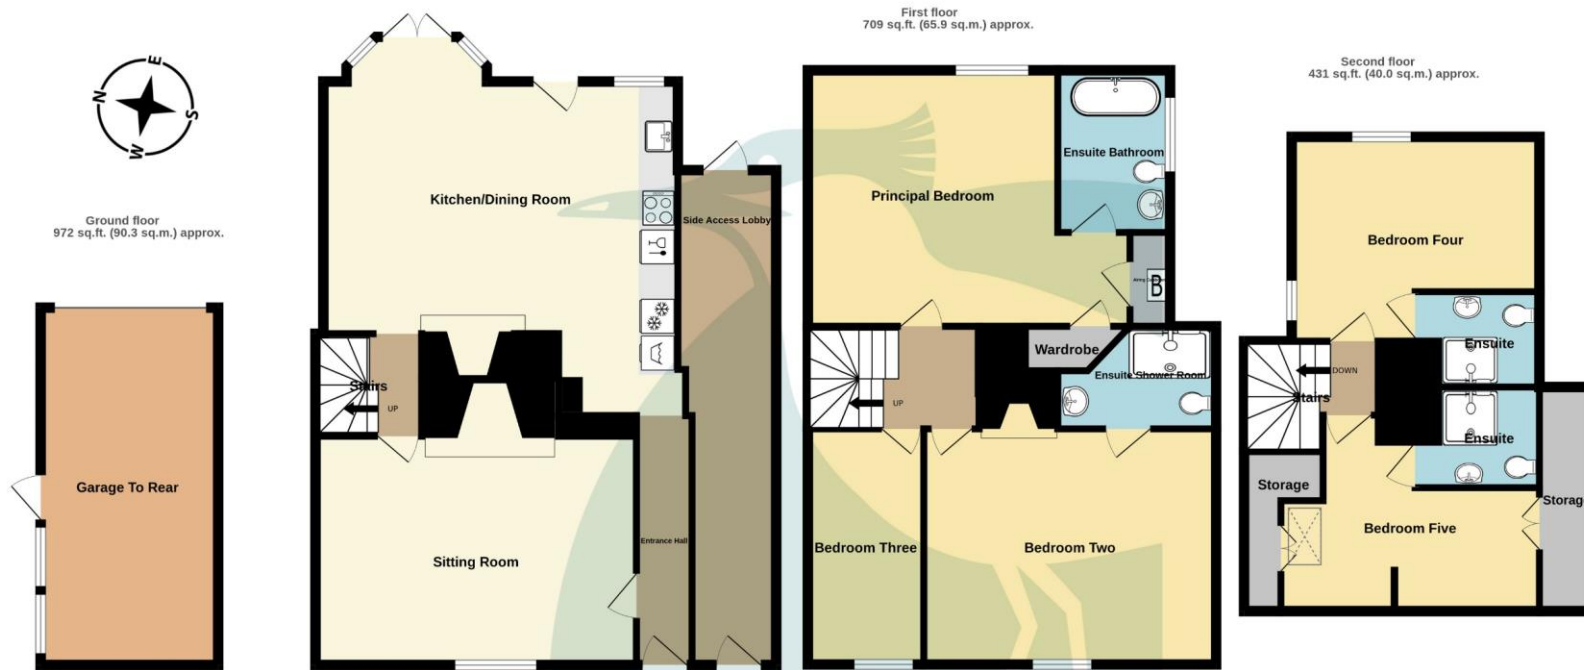 First floor
709 sq.ft. (65.9 sq.m.) approx.
Second floor
431 sq.ft. (40.0 sq.m.) approx.
N
E
S
W
Ground floor
972 sq.ft. (90.3 sq.m.) approx.
Garage To Rear
Kitchen/Dining Room
Side Access Lobby
Stairs
UP
Sitting Room
Entrance Hall
Principal Bedroom
Ensuite Bathroom
B
Wardrobe
Ensuite Shower Room
UP
Bedroom Three
Bedroom Two
Bedroom Four
Ensuite
DOWN
Stairs
Ensuite
Storage
Storage
Bedroom Five